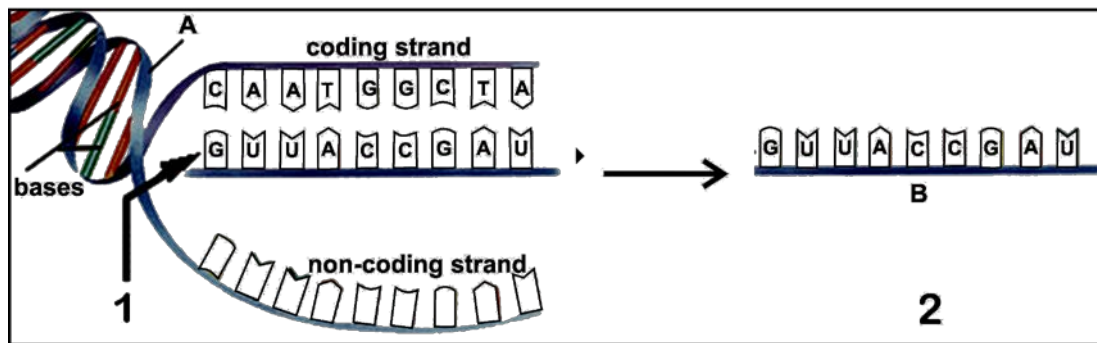 A
coding strand
C A A T G G C T A
G U U A C C G A U
bases
non-coding strand
1
G U U A C C G A U
B
2